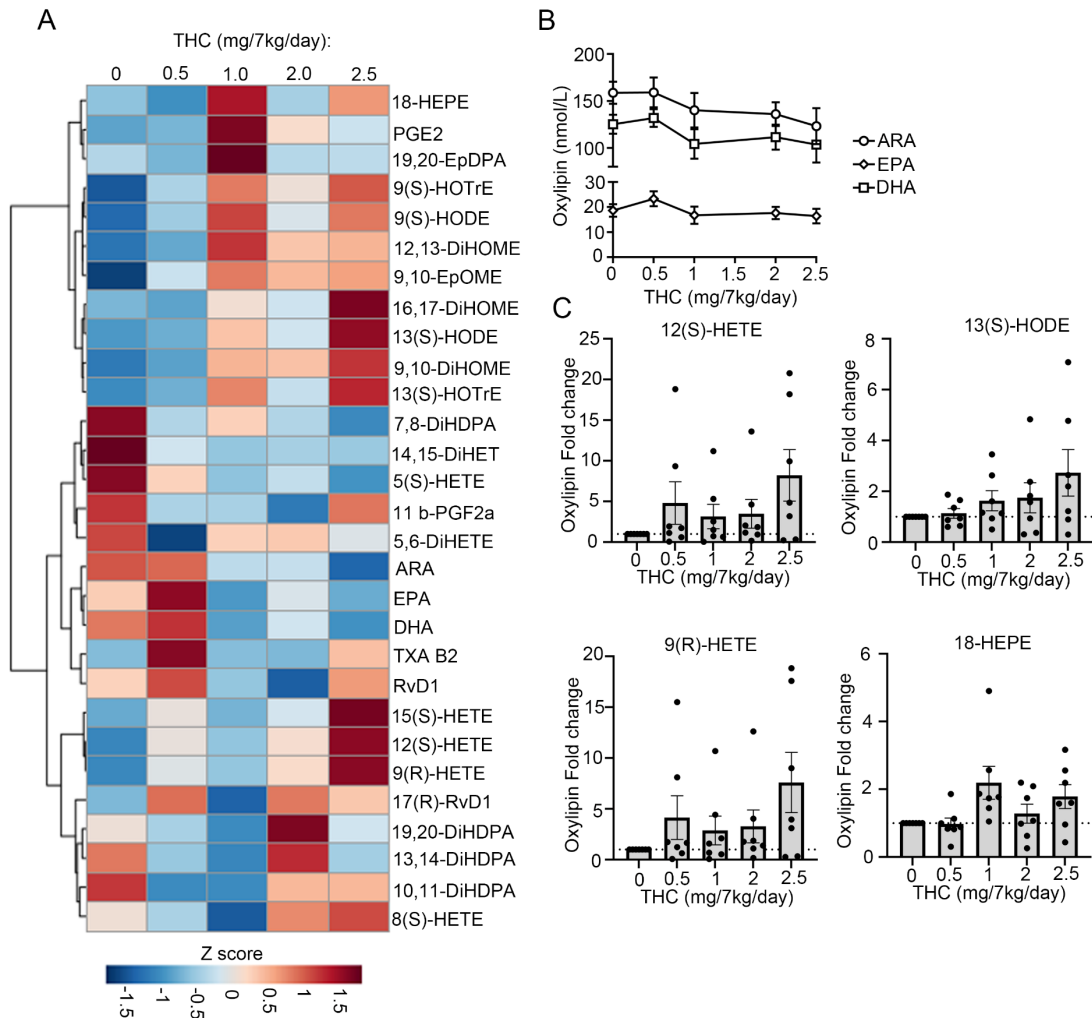 A
THC (mg/7kg/day):
0 0.5 1.0 2.0 2.5
18-HEPE
PGE2
19,20-EpDPA
9(S)-HOTrE
9(S)-HODE
12,13-DiHOME
9,10-EpOME
16,17-DiHOME
13(S)-HODE
9,10-DiHOME
13(S)-HOTrE
7,8-DiHDPA
14,15-DiHET
5(S)-HETE
11 b-PGF2a
5,6-DiHETE
ARA
EPA
DHA
TXA B2
RvD1
15(S)-HETE
12(S)-HETE
9(R)-HETE
17(R)-RvD1
19,20-DiHDPA
13,14-DiHDPA
10,11-DiHDPA
8(S)-HETE
Z score
-1.5 -1 -0.5 0 0.5 1 1.5
B
Oxylipin (nmol/L)
200
150
100
30
20
10
0
0 0.5 1 1.5 2 2.5
THC (mg/7kg/day)
ARA
EPA
DHA
C
12(S)-HETE
Oxylipin Fold change
25
20
15
10
5
0
0 0.5 1 2 2.5
THC (mg/7kg/day)
13(S)-HODE
Oxylipin Fold change
8
6
4
2
0
0 0.5 1 2 2.5
THC (mg/7kg/day)
9(R)-HETE
Oxylipin Fold change
20
15
10
5
0
0 0.5 1 2 2.5
THC (mg/7kg/day)
18-HEPE
Oxylipin Fold change
6
4
2
0
0 0.5 1 2 2.5
THC (mg/7kg/day)